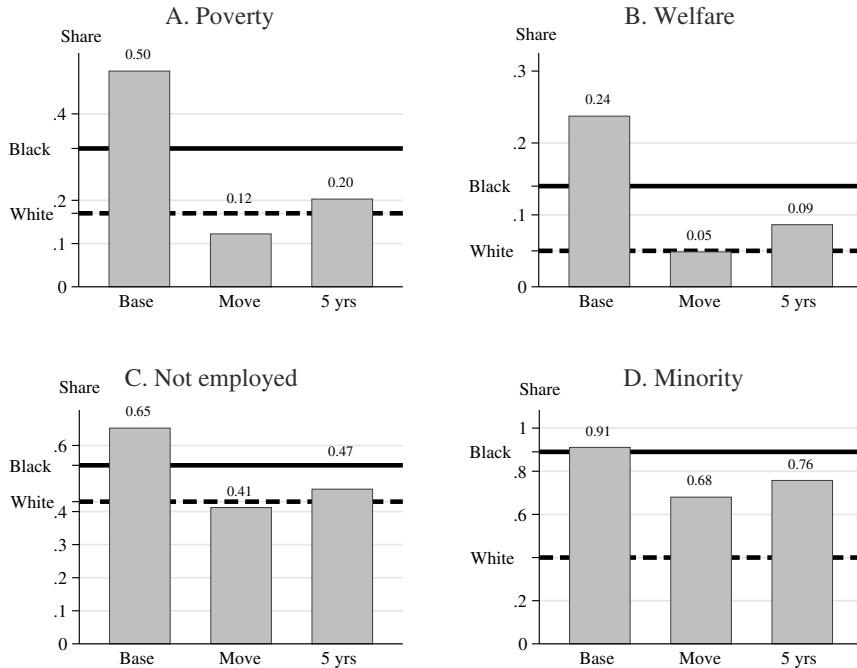 A. Poverty
Share
0.50
.4
Black
.2
0.12
0.20
White
.1
0
Base Move 5 yrs
B. Welfare
Share
.3
0.24
.2
Black
.1
0.05
0.09
White
0
Base Move 5 yrs
C. Not employed
Share
0.65
.6
0.47
Black
0.41
White
.4
.3
.2
.1
0
Base Move 5 yrs
D. Minority
Share
1
0.91
Black
.8
0.68
0.76
.6
White
.2
0
Base Move 5 yrs